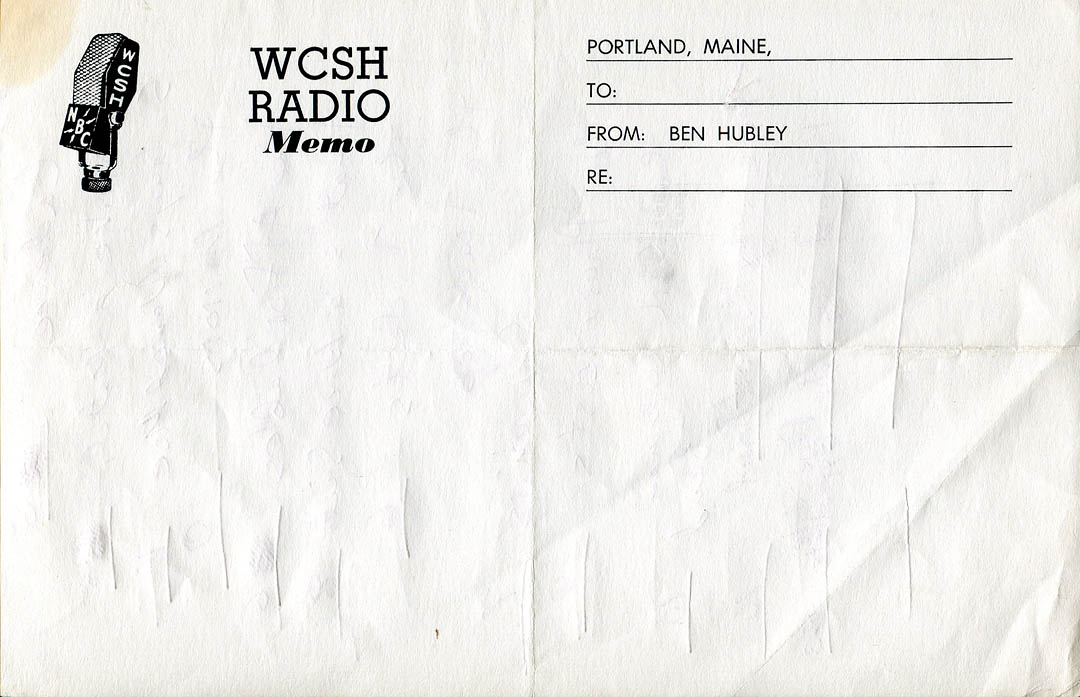 WCSH
NBC
WCSH
RADIO
Memo
PORTLAND, MAINE,
TO:
FROM: BEN HUBLEY
RE: